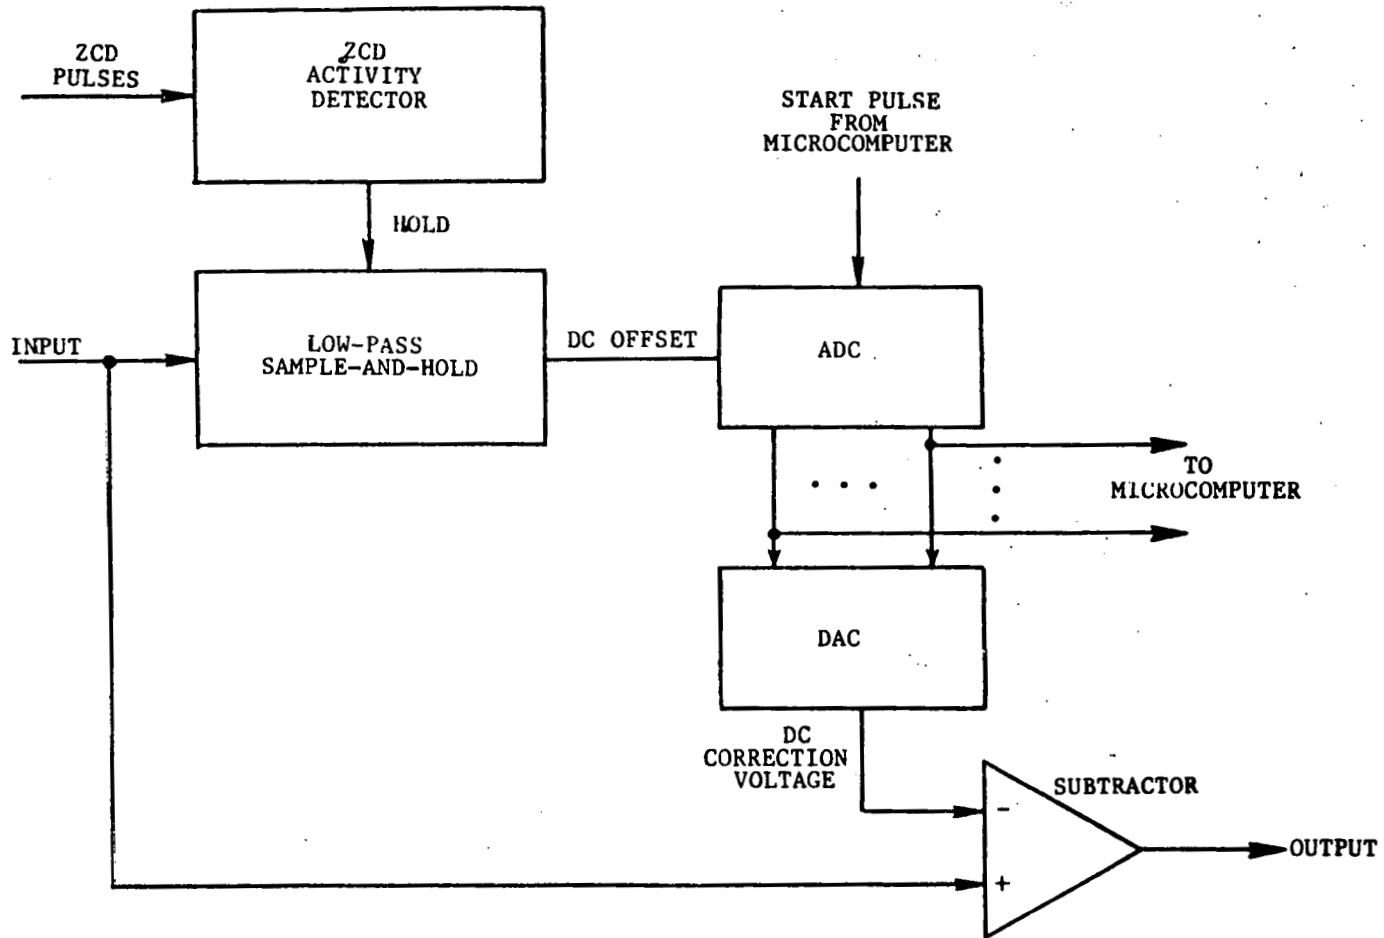 ZCD
PULSES
ZCD
ACTIVITY
DETECTOR
START PULSE
FROM
MICROCOMPUTER
HOLD
INPUT
LOW-PASS
SAMPLE-AND-HOLD
DC OFFSET
ADC
TO
MICROCOMPUTER
DAC
DC
CORRECTION
VOLTAGE
SUBTRACTOR
-
+
OUTPUT